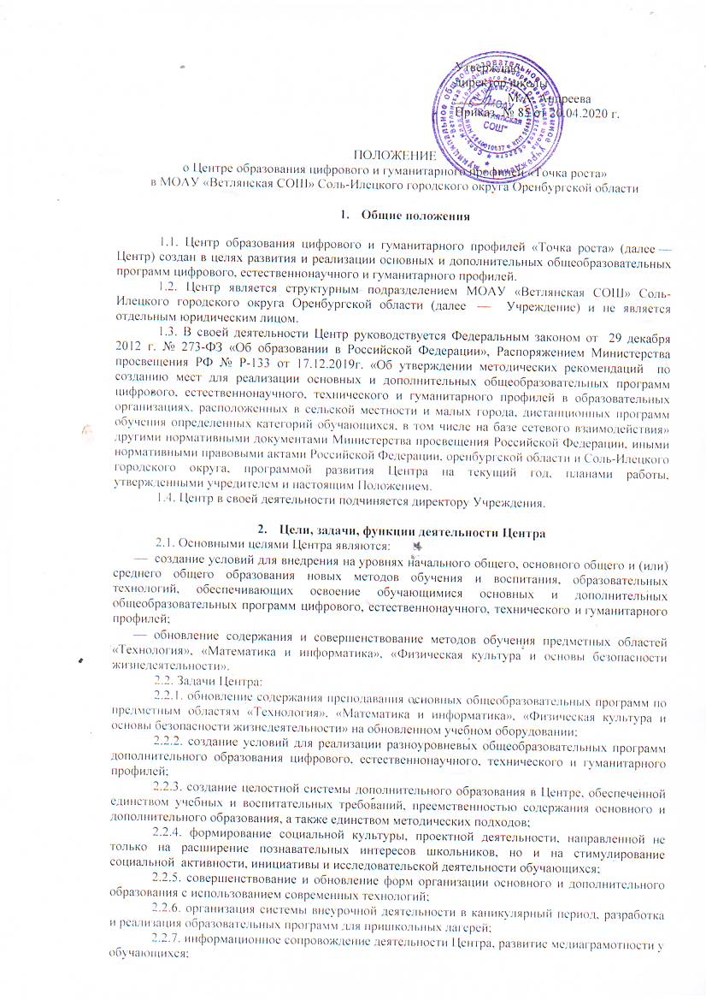 Утверждаю
директор школы
М. Андреева
Приказ № 85 от 30.04.2020 г.
ПОЛОЖЕНИЕ
о Центре образования цифрового и гуманитарного профилей «Точка роста»
в МОАУ «Ветлянская СОШ» Соль-Илецкого городского округа Оренбургской области
1. Общие положения
1.1. Центр образования цифрового и гуманитарного профилей «Точка роста» (далее —
Центр) создан в целях развития и реализации основных и дополнительных общеобразовательных
программ цифрового, естественнонаучного и гуманитарного профилей.
1.2. Центр является структурным подразделением МОАУ «Ветлянская СОШ» Соль-
Илецкого городского округа Оренбургской области (далее — Учреждение) и не является
отдельным юридическим лицом.
1.3. В своей деятельности Центр руководствуется Федеральным законом от 29 декабря
2012 г. № 273-ФЗ «Об образовании в Российской Федерации», Распоряжением Министерства
просвещения РФ № Р-133 от 17.12.2019г. «Об утверждении методических рекомендаций по
созданию мест для реализации основных и дополнительных общеобразовательных программ
цифрового, естественнонаучного, технического и гуманитарного профилей в образовательных
организациях, расположенных в сельской местности и малых города, дистанционных программ
обучения определенных категорий обучающихся, в том числе на базе сетевого взаимодействия»
другими нормативными документами Министерства просвещения Российской Федерации, иными
нормативными правовыми актами Российской Федерации, оренбургской области и Соль-Илецкого
городского округа, программой развития Центра на текущий год, планами работы,
утвержденными учредителем и настоящим Положением.
1.4. Центр в своей деятельности подчиняется директору Учреждения.
2. Цели, задачи, функции деятельности Центра
2.1. Основными целями Центра являются:
— создание условий для внедрения на уровнях начального общего, основного общего и (или)
среднего общего образования новых методов обучения и воспитания, образовательных
технологий, обеспечивающих освоение обучающимися основных и дополнительных
общеобразовательных программ цифрового, естественнонаучного, технического и гуманитарного
профилей;
— обновление содержания и совершенствование методов обучения предметных областей
«Технология», «Математика и информатика», «Физическая культура и основы безопасности
жизнедеятельности».
2.2. Задачи Центра:
2.2.1. обновление содержания преподавания основных общеобразовательных программ по
предметным областям «Технология», «Математика и информатика», «Физическая культура и
основы безопасности жизнедеятельности» на обновленном учебном оборудовании;
2.2.2. создание условий для реализации разноуровневых общеобразовательных программ
дополнительного образования цифрового, естественнонаучного, технического и гуманитарного
профилей;
2.2.3. создание целостной системы дополнительного образования в Центре, обеспеченной
единством учебных и воспитательных требований, преемственностью содержания основного и
дополнительного образования, а также единством методических подходов;
2.2.4. формирование социальной культуры, проектной деятельности, направленной не
только на расширение познавательных интересов школьников, но и на стимулирование
социальной активности, инициативы и исследовательской деятельности обучающихся;
2.2.5. совершенствование и обновление форм организации основного и дополнительного
образования с использованием современных технологий;
2.2.6. организация системы внеурочной деятельности в каникулярный период, разработка
и реализация образовательных программ для пришкольных лагерей;
2.2.7. информационное сопровождение деятельности Центра, развитие медиаграмотности у
обучающихся;